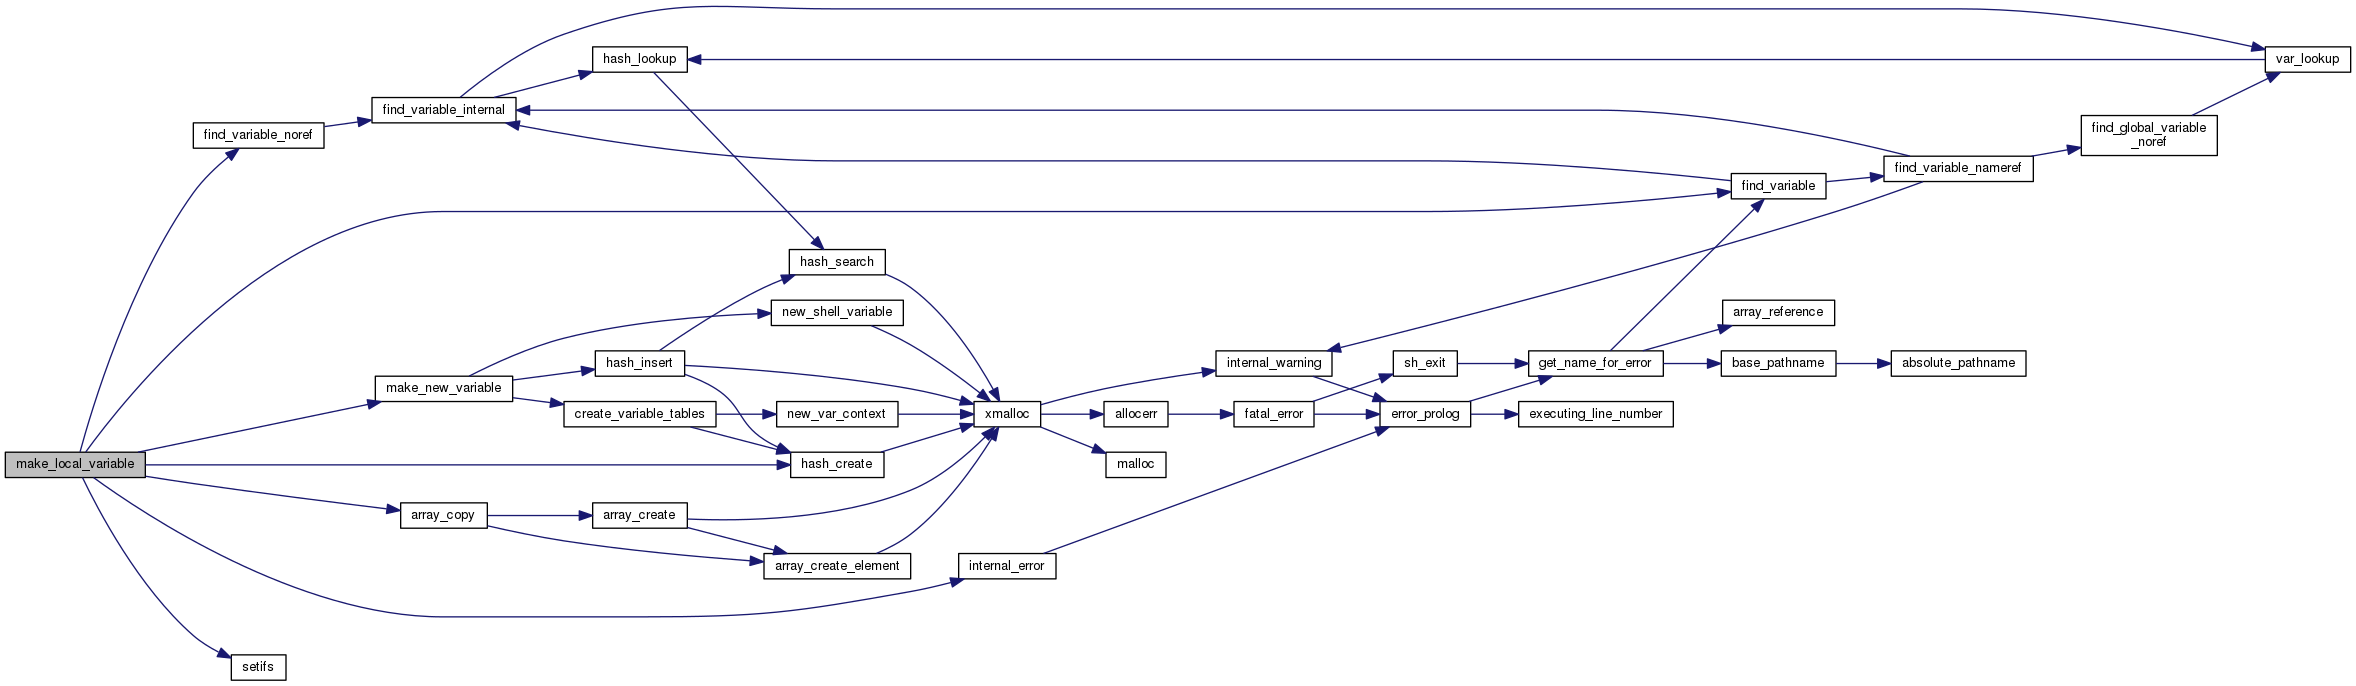 hash_lookup
var_lookup
find_variable_internal
find_variable_noref
find_global_variable
_noref
find_variable_nameref
find_variable
hash_search
new_shell_variable
array_reference
hash_insert
internal_warning
sh_exit
get_name_for_error
base_pathname
absolute_pathname
make_new_variable
create_variable_tables
new_var_context
xmalloc
allocerr
fatal_error
error_prolog
executing_line_number
make_local_variable
hash_create
malloc
array_copy
array_create
array_create_element
internal_error
setifs